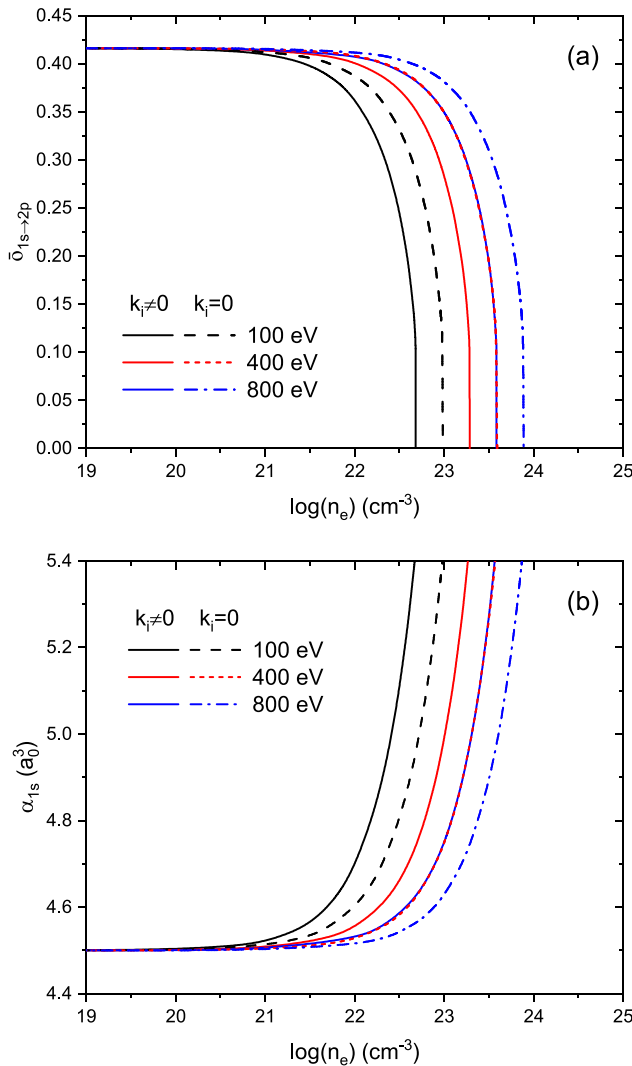 0.45
0.40
0.35
0.30
0.25
0.20
0.15
0.10
0.05
0.00
(a)
δ̄₁ₛ→₂ₚ
kᵢ≠0 kᵢ=0
100 eV
400 eV
800 eV
19 20 21 22 23 24 25
log(nₑ) (cm⁻³)
5.4
5.2
5.0
4.8
4.6
4.4
(b)
α₁ₛ (a₀³)
kᵢ≠0 kᵢ=0
100 eV
400 eV
800 eV
19 20 21 22 23 24 25
log(nₑ) (cm⁻³)